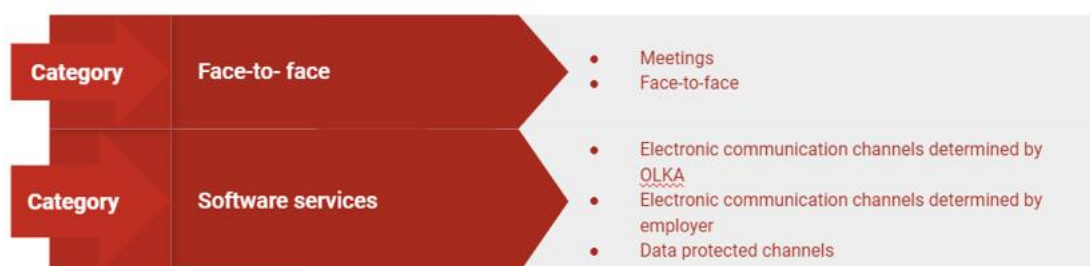 Category
Face-to- face
• Meetings
• Face-to-face
Category
Software services
• Electronic communication channels determined by
OLKA
• Electronic communication channels determined by
employer
• Data protected channels